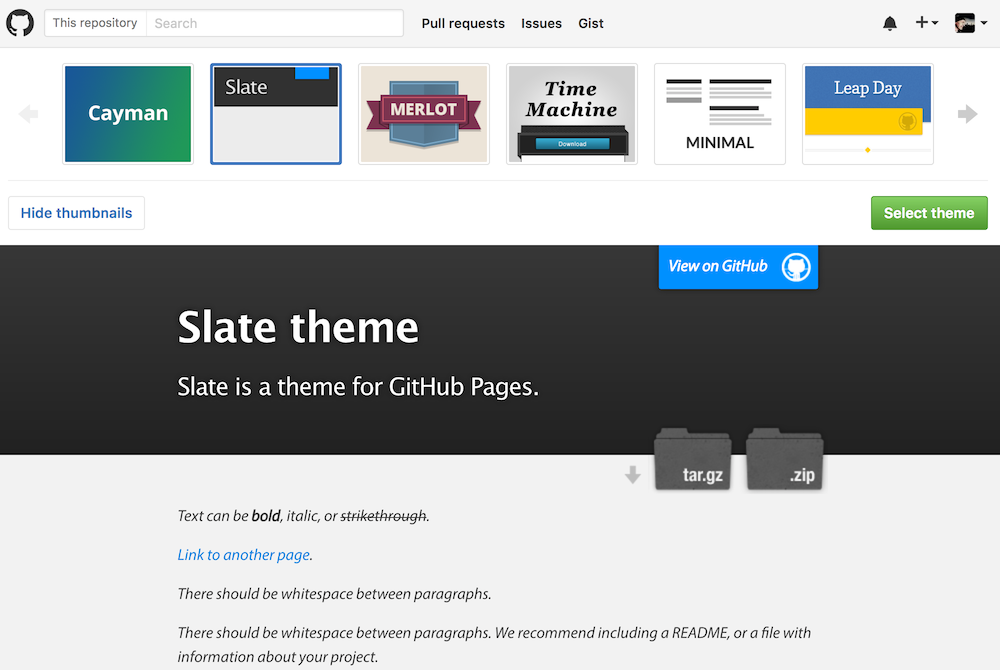 This repository Search Pull requests Issues Gist
Cayman
Slate
MERLOT
Time
Machine
Download
MINIMAL
Leap Day
Hide thumbnails
Select theme
View on GitHub
Slate theme
Slate is a theme for GitHub Pages.
tar.gz
.zip
Text can be bold, italic, or strikethrough.
Link to another page.
There should be whitespace between paragraphs.
There should be whitespace between paragraphs. We recommend including a README, or a file with
information about your project.